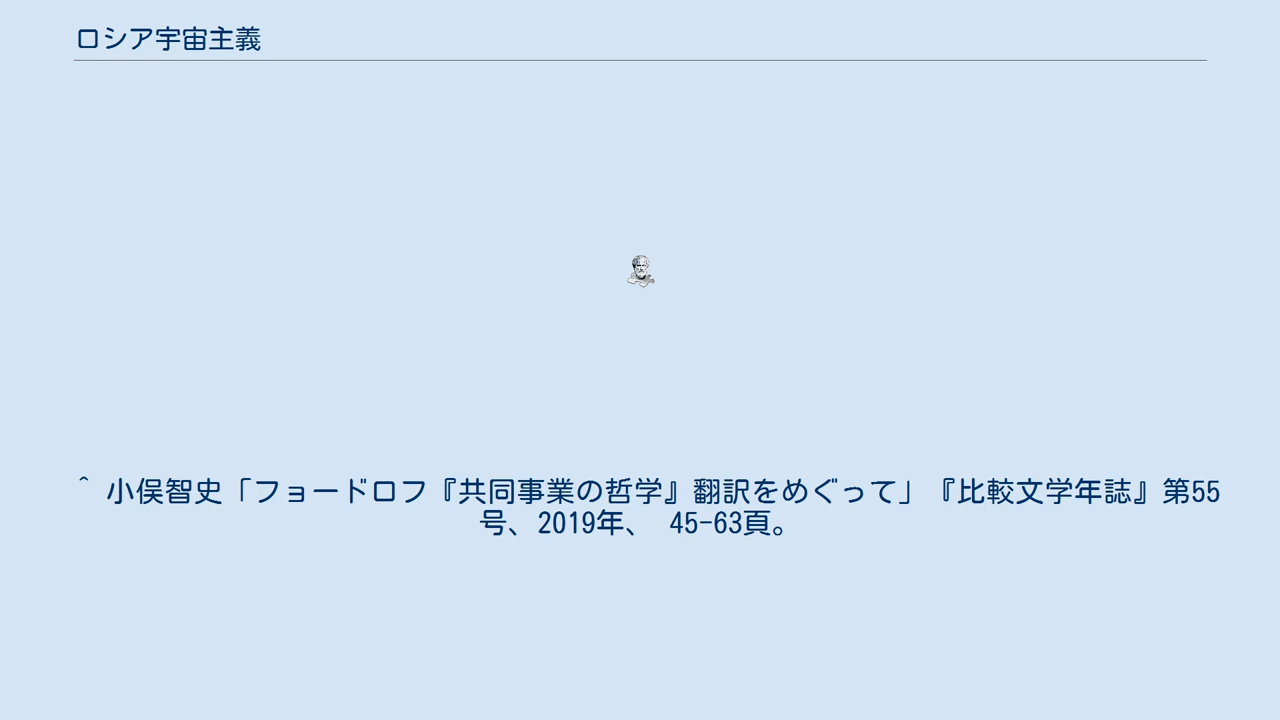 ロシア宇宙主義
^ 小俣智史「フョードロフ『共同事業の哲学』翻訳をめぐって」『比較文学年誌』第55
号、2019年、 45-63頁。